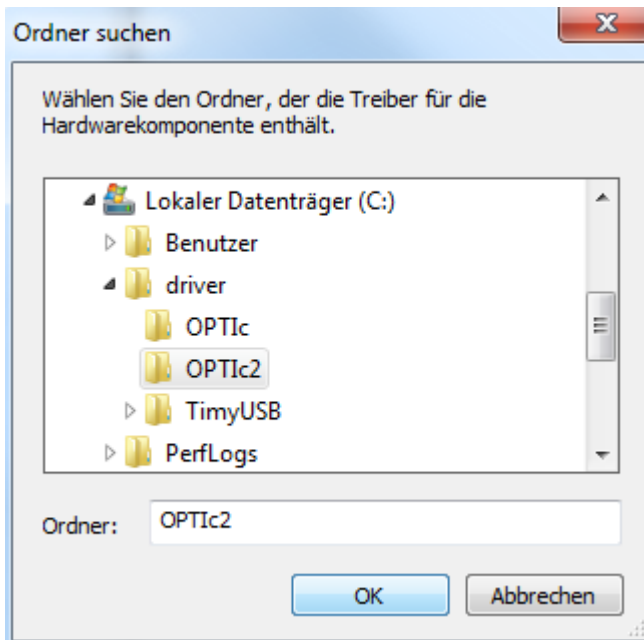 Ordner suchen
Wählen Sie den Ordner, der die Treiber für die
Hardwarekomponente enthält.
Lokaler Datenträger (C:)
Benutzer
driver
OPTIc
OPTIc2
TimyUSB
PerfLogs
Ordner: OPTIc2
OK Abbrechen